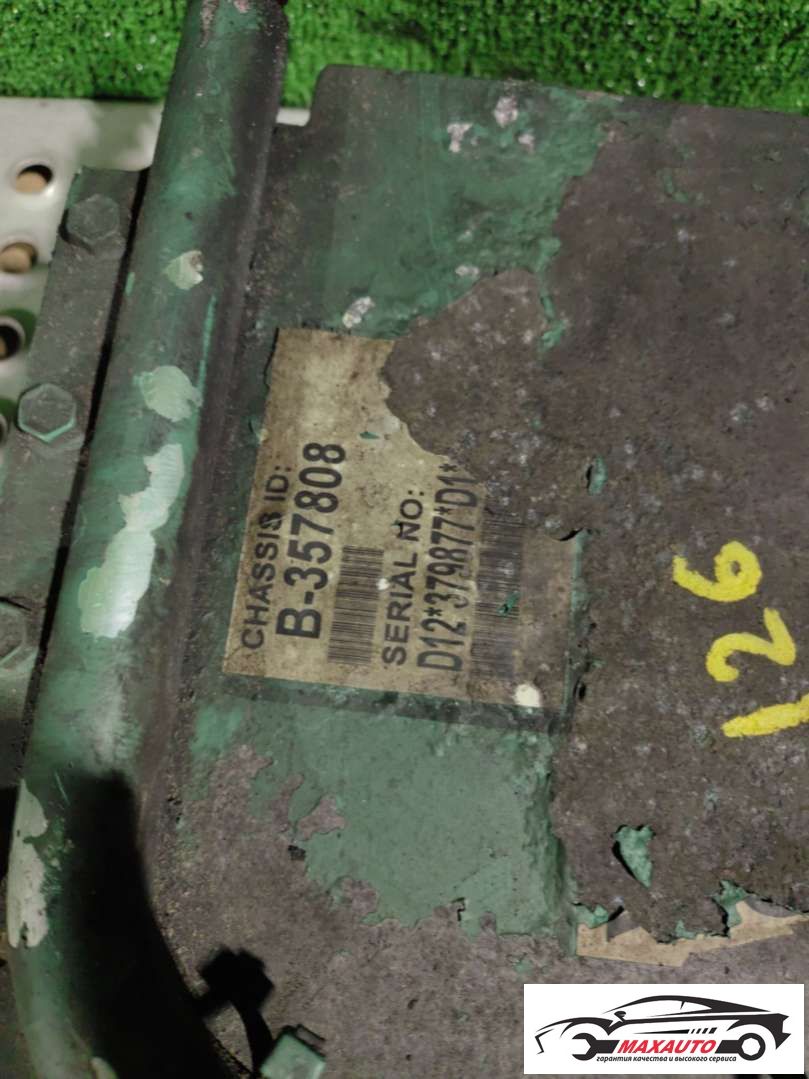 CHASSIS ID:
B-357808
SERIAL NO:
D12*379877*D1*
126
MAXAUTO
гарантия качества и высокого сервиса